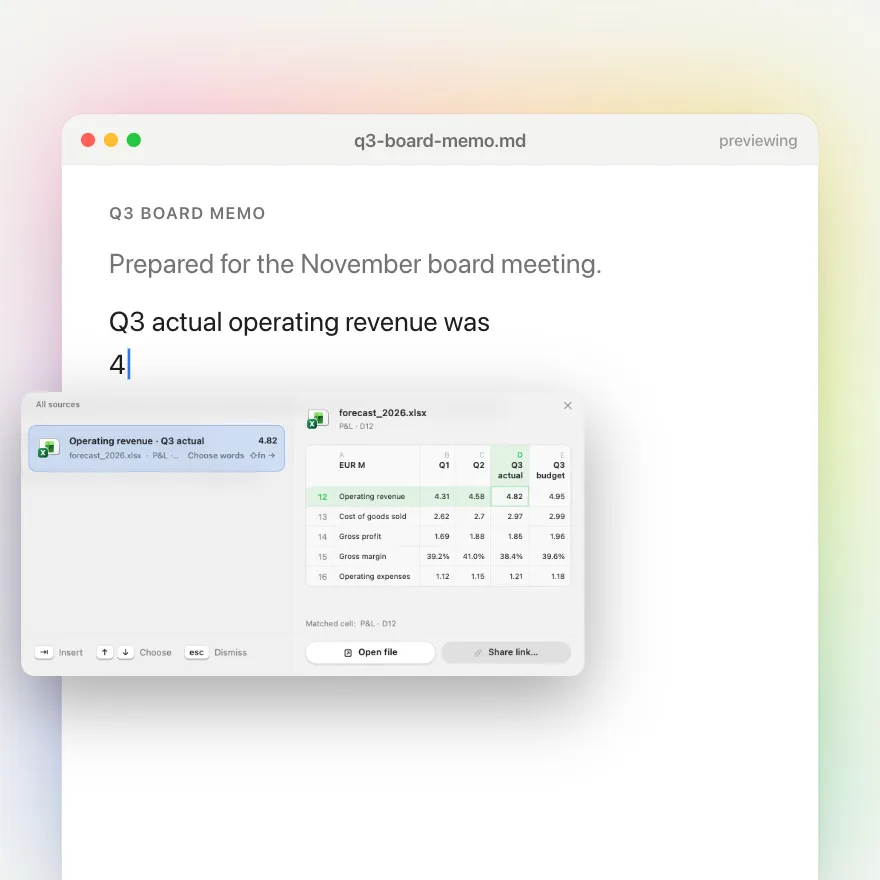 q3-board-memo.md
previewing
Q3 BOARD MEMO
Prepared for the November board meeting.
Q3 actual operating revenue was
4
All sources
Operating revenue · Q3 actual 4.82
forecast_2026.xlsx · P&L ·... Choose words fn →
Insert ↑ ↓ Choose esc Dismiss
forecast_2026.xlsx
P&L · D12
A B C D E
EUR M Q1 Q2 Q3 actual Q3 budget
12 Operating revenue 4.31 4.58 4.82 4.95
13 Cost of goods sold 2.62 2.7 2.97 2.99
14 Gross profit 1.69 1.88 1.85 1.96
15 Gross margin 39.2% 41.0% 38.4% 39.6%
16 Operating expenses 1.12 1.15 1.21 1.18
Matched cell: P&L · D12
Open file
Share link...